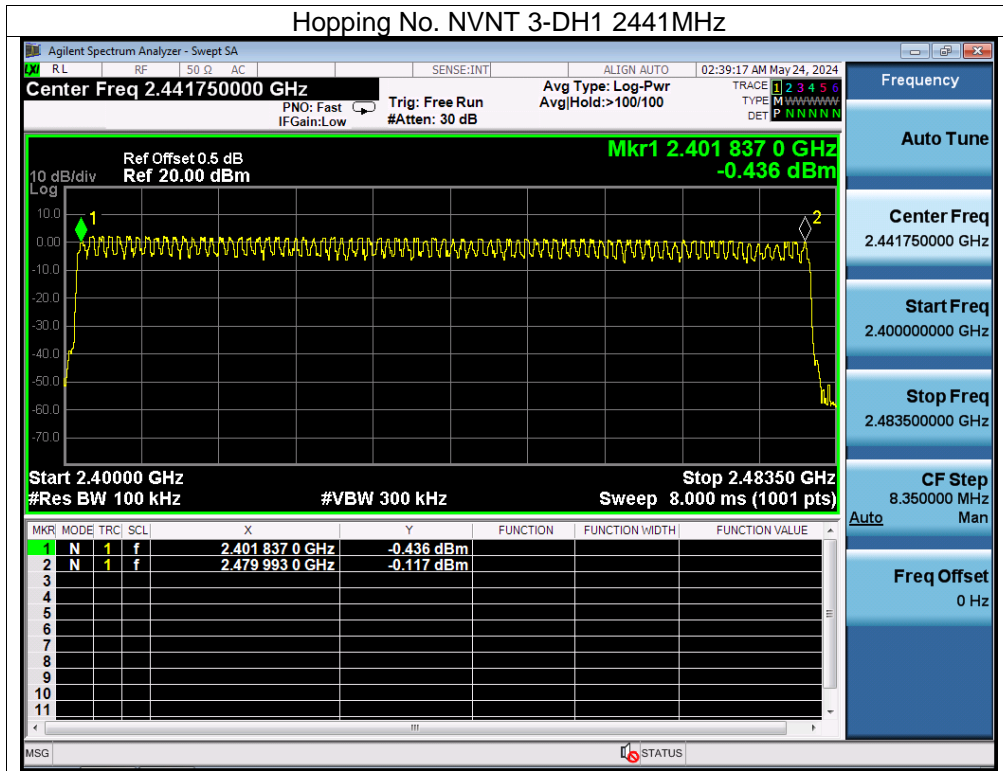 Hopping No. NVNT 3-DH1 2441MHz
Agilent Spectrum Analyzer - Swept SA
LXI RL RF 50 Ω AC SENSE:INT ALIGN AUTO 02:39:17 AM May 24, 2024
Center Freq 2.441750000 GHz Avg Type: Log-Pwr TRACE 1 2 3 4 5 6
PNO: Fast Trig: Free Run Avg|Hold:>100/100 TYPE M WWWWW
IFGain:Low #Atten: 30 dB DET P N N N N N
Frequency
Auto Tune
Center Freq
2.441750000 GHz
Start Freq
2.400000000 GHz
Stop Freq
2.483500000 GHz
CF Step
8.350000 MHz
Auto Man
Freq Offset
0 Hz
Ref Offset 0.5 dB Mkr1 2.401 837 0 GHz
10 dB/div Ref 20.00 dBm -0.436 dBm
Log
10.0
0.00
-10.0
-20.0
-30.0
-40.0
-50.0
-60.0
-70.0
1
2
Start 2.40000 GHz Stop 2.48350 GHz
#Res BW 100 kHz #VBW 300 kHz Sweep 8.000 ms (1001 pts)
MKR MODE TRC SCL X Y FUNCTION FUNCTION WIDTH FUNCTION VALUE
1 N 1 f 2.401 837 0 GHz -0.436 dBm
2 N 1 f 2.479 993 0 GHz -0.117 dBm
3
4
5
6
7
8
9
10
11
MSG STATUS